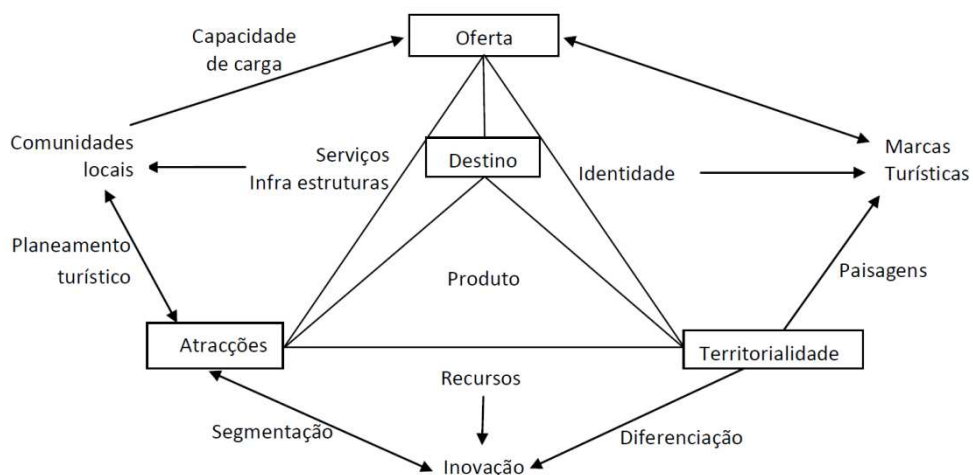 Capacidade
de carga
Oferta
Comunidades
locais
Serviços
Infra estruturas
Destino
Identidade
Marcas
Turísticas
Planeamento
turístico
Produto
Paisagens
Atracções
Territorialidade
Recursos
Segmentação
Diferenciação
Inovação